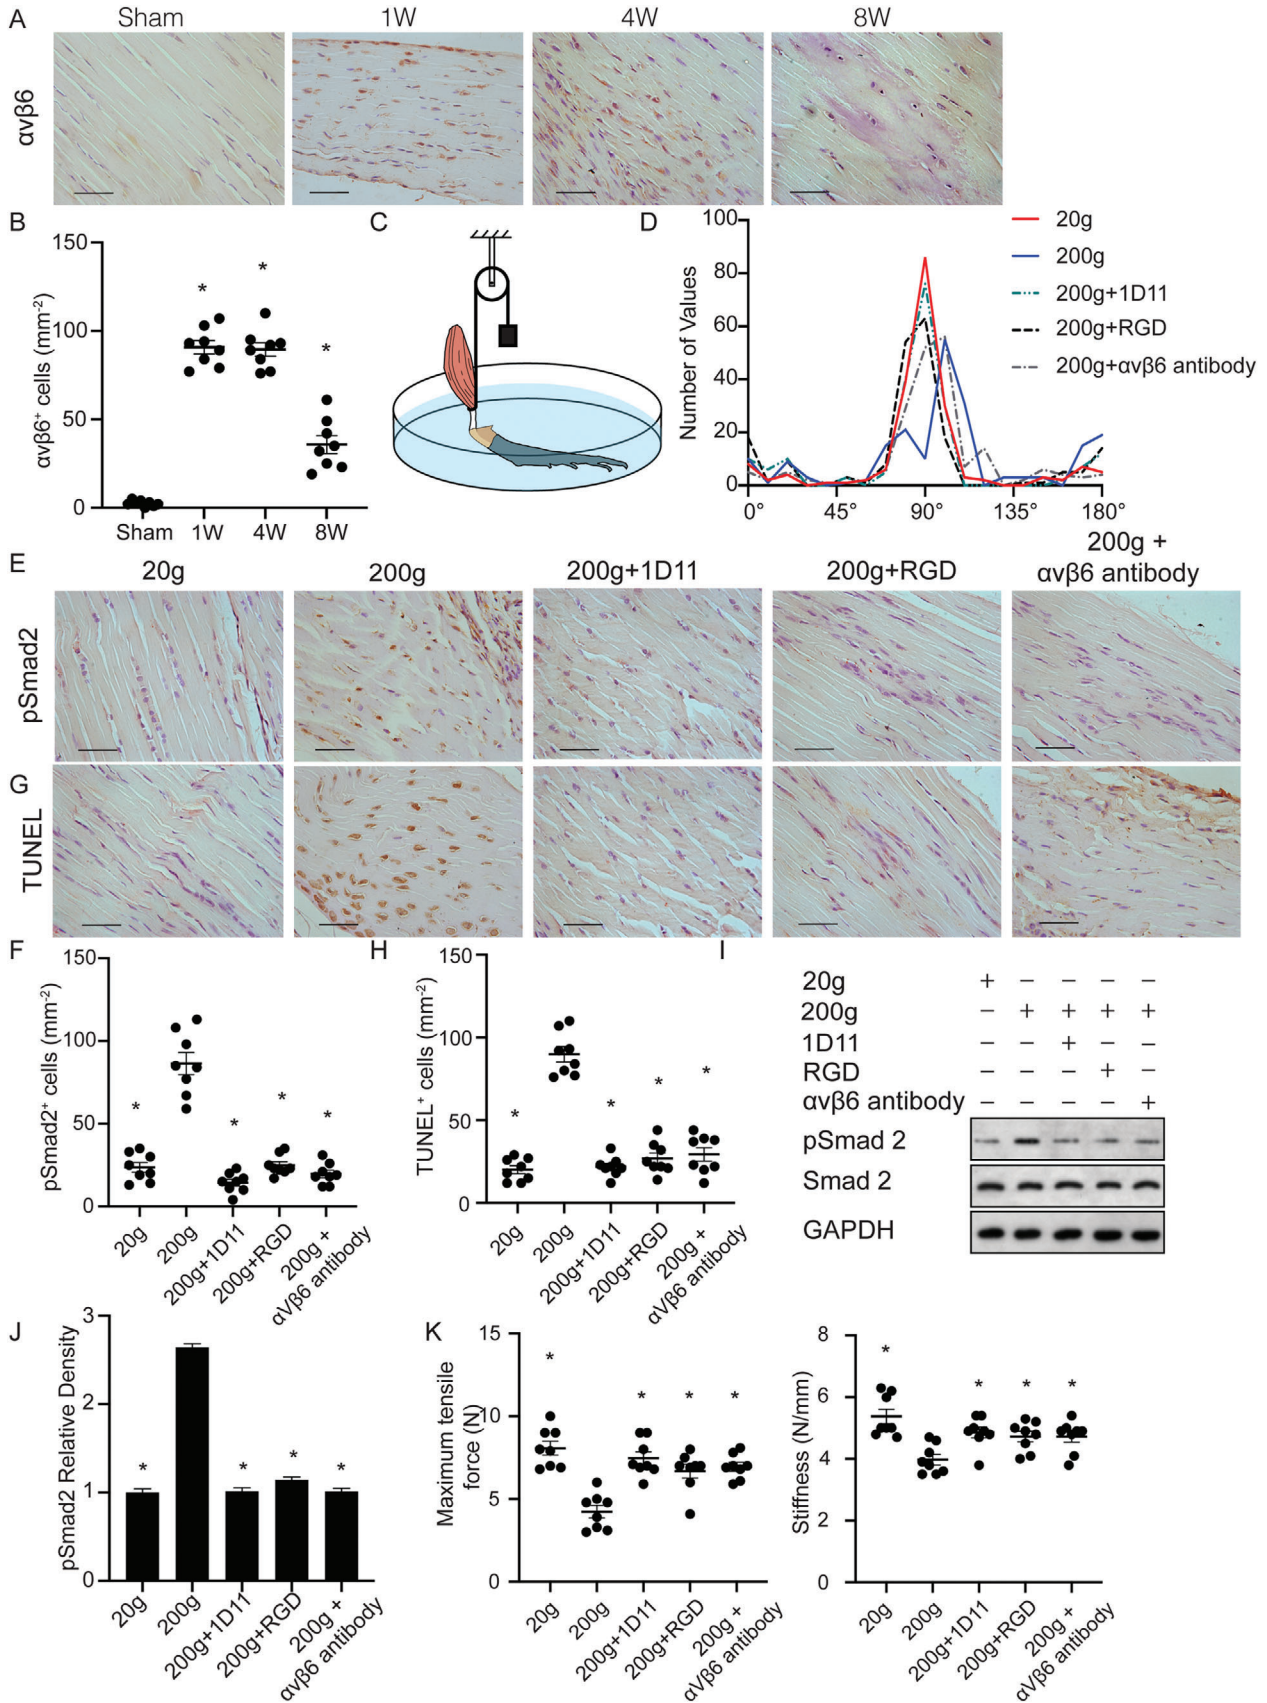 A
Sham
1W
4W
8W
αvβ6
B
αvβ6⁺ cells (mm⁻²)
150
100
50
0
Sham
1W
4W
8W
*
*
*
C
D
Number of Values
100
80
60
40
20
0
0°
45°
90°
135°
180°
20g
200g
200g+1D11
200g+RGD
200g+αvβ6 antibody
E
20g
200g
200g+1D11
200g+RGD
200g +
αvβ6 antibody
pSmad2
G
TUNEL
F
pSmad2⁺ cells (mm⁻²)
150
100
50
0
*
*
*
*
20g
200g
200g+1D11
200g+RGD
200g +
αVβ6 antibody
H
TUNEL⁺ cells (mm⁻²)
150
100
50
0
*
*
*
*
20g
200g
200g+1D11
200g+RGD
200g +
αVβ6 antibody
I
20g + − − − −
200g − + + + +
1D11 − − + − −
RGD − − − + −
αvβ6 antibody − − − − +
pSmad 2
Smad 2
GAPDH
J
pSmad2 Relative Density
3
2
1
0
*
*
*
*
20g
200g
200g+1D11
200g+RGD
200g +
αvβ6 antibody
K
Maximum tensile
force (N)
15
10
5
0
*
*
*
*
20g
200g
200g+1D11
200g+RGD
200g +
αVβ6 antibody
Stiffness (N/mm)
8
6
4
2
0
*
*
*
*
20g
200g
200g+1D11
200g+RGD
200g +
αvβ6 antibody